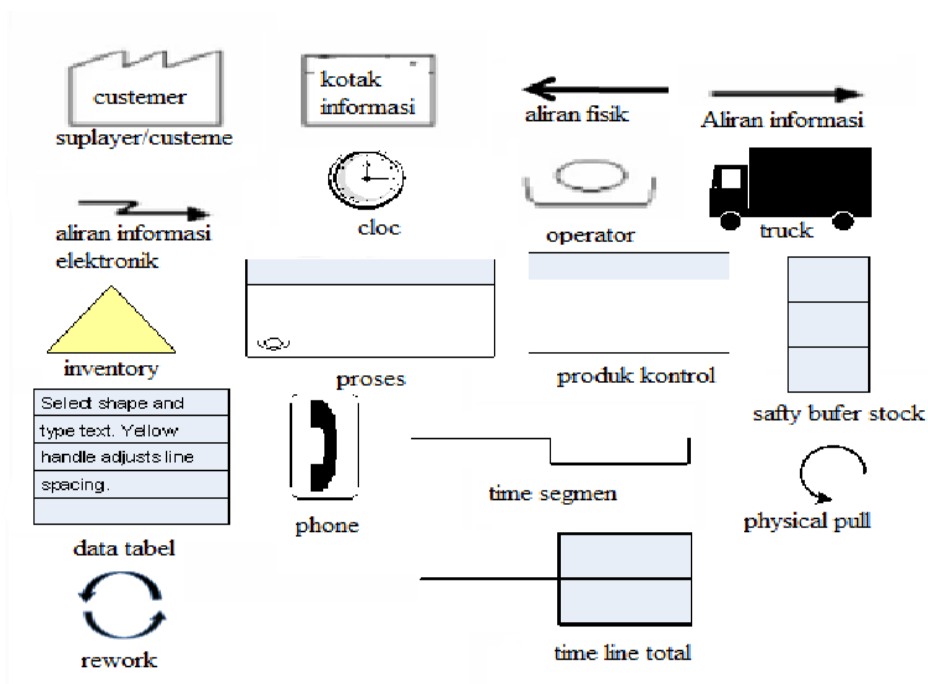 custemer
suplayer/custeme
kotak
informasi
aliran fisik
Aliran informasi
aliran informasi
elektronik
cloc
operator
truck
inventory
proses
produk kontrol
safty bufer stock
Select shape and
type text. Yellow
handle adjusts line
spacing.
data tabel
phone
time segmen
physical pull
rework
time line total